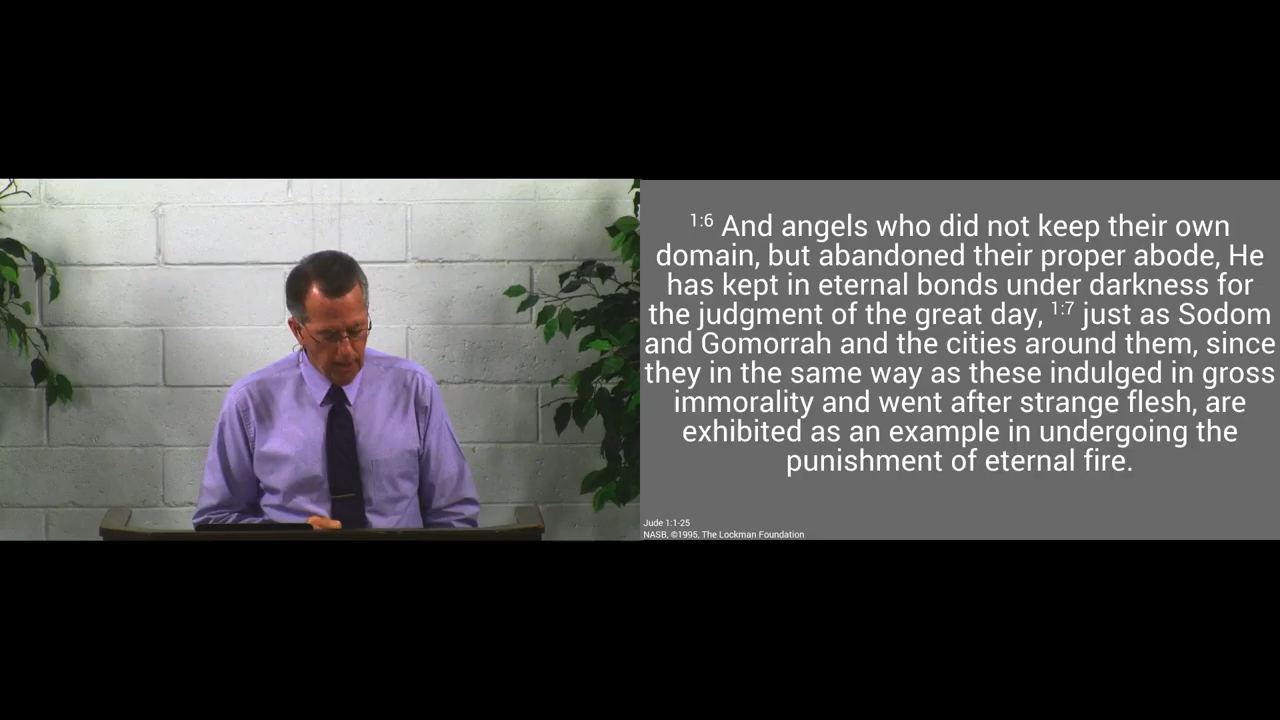 1:6 And angels who did not keep their own
domain, but abandoned their proper abode, He
has kept in eternal bonds under darkness for
the judgment of the great day, 1:7 just as Sodom
and Gomorrah and the cities around them, since
they in the same way as these indulged in gross
immorality and went after strange flesh, are
exhibited as an example in undergoing the
punishment of eternal fire.
Jude 1:1-25
NASB, ©1995, The Lockman Foundation